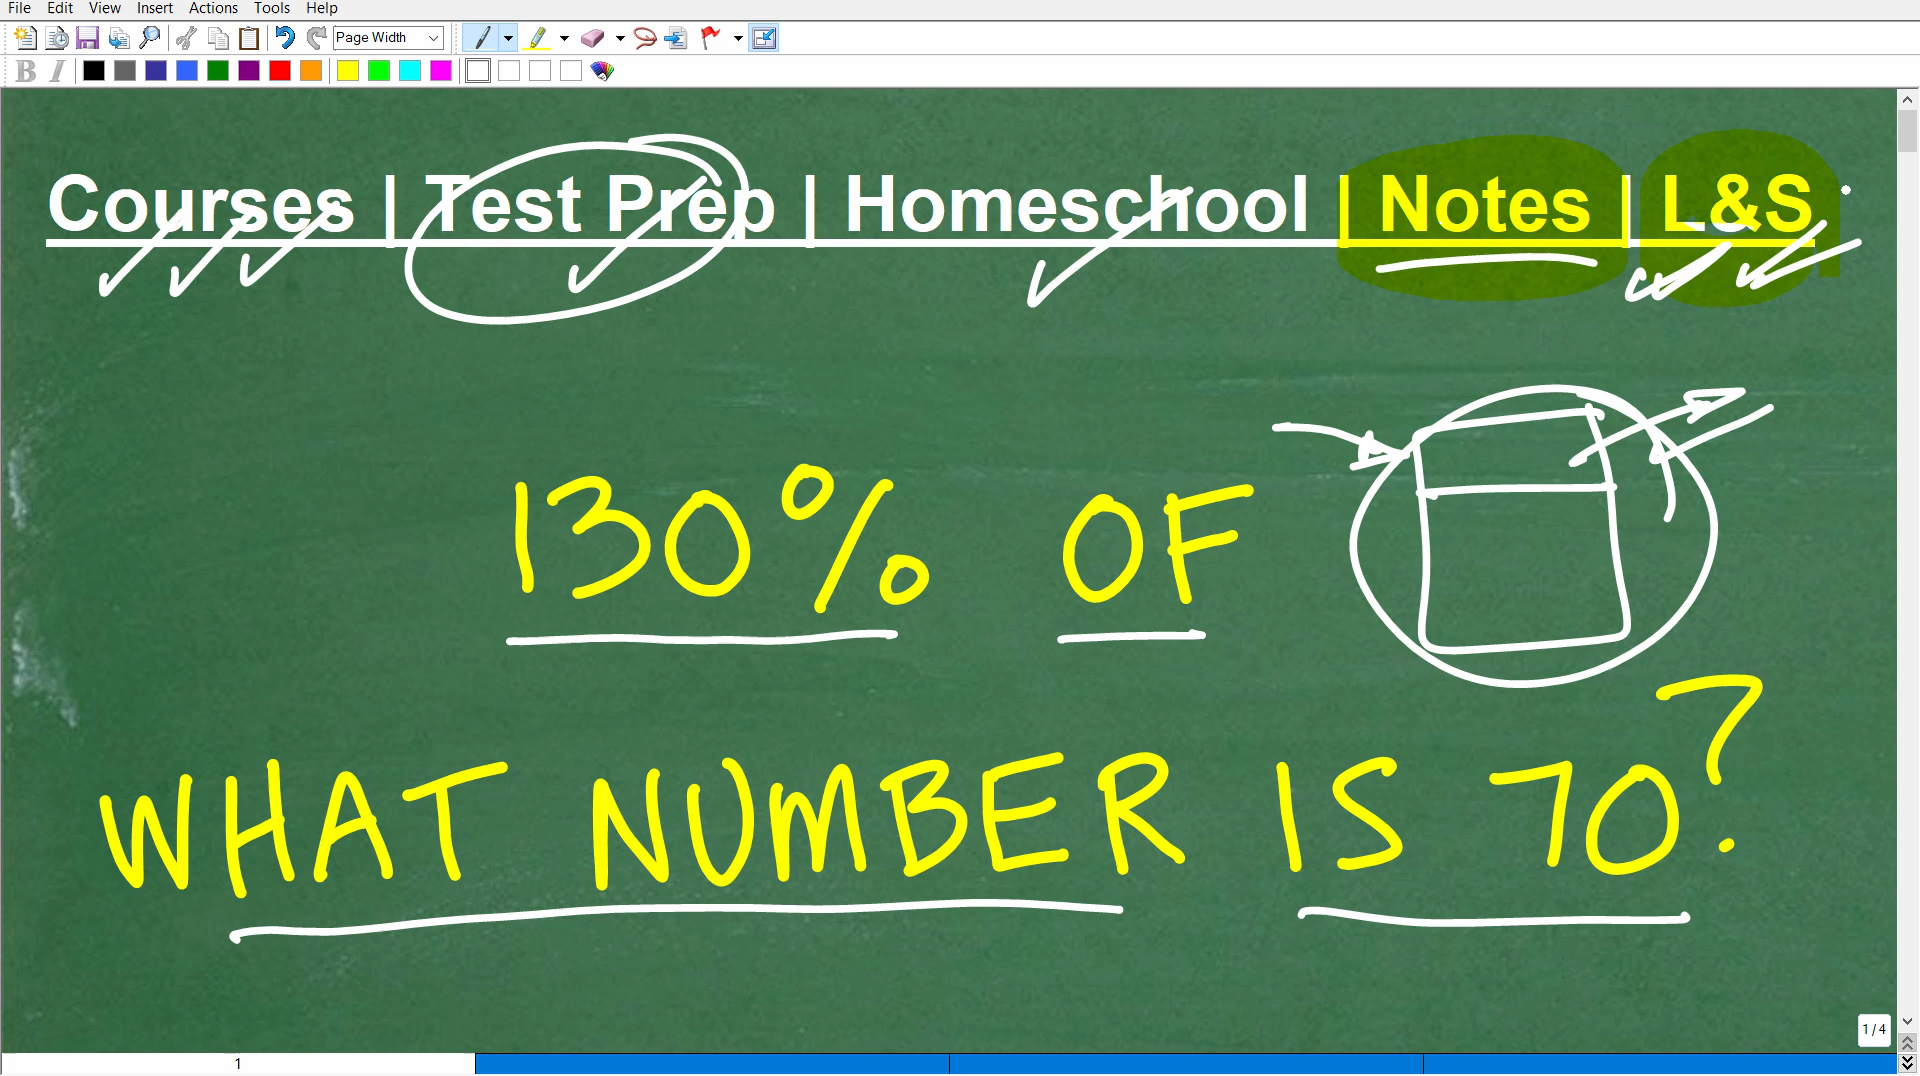 File Edit View Insert Actions Tools Help
Page Width
B I
Courses | Test Prep | Homeschool | Notes | L&S
130% OF
WHAT NUMBER IS 70?
1 / 4
1